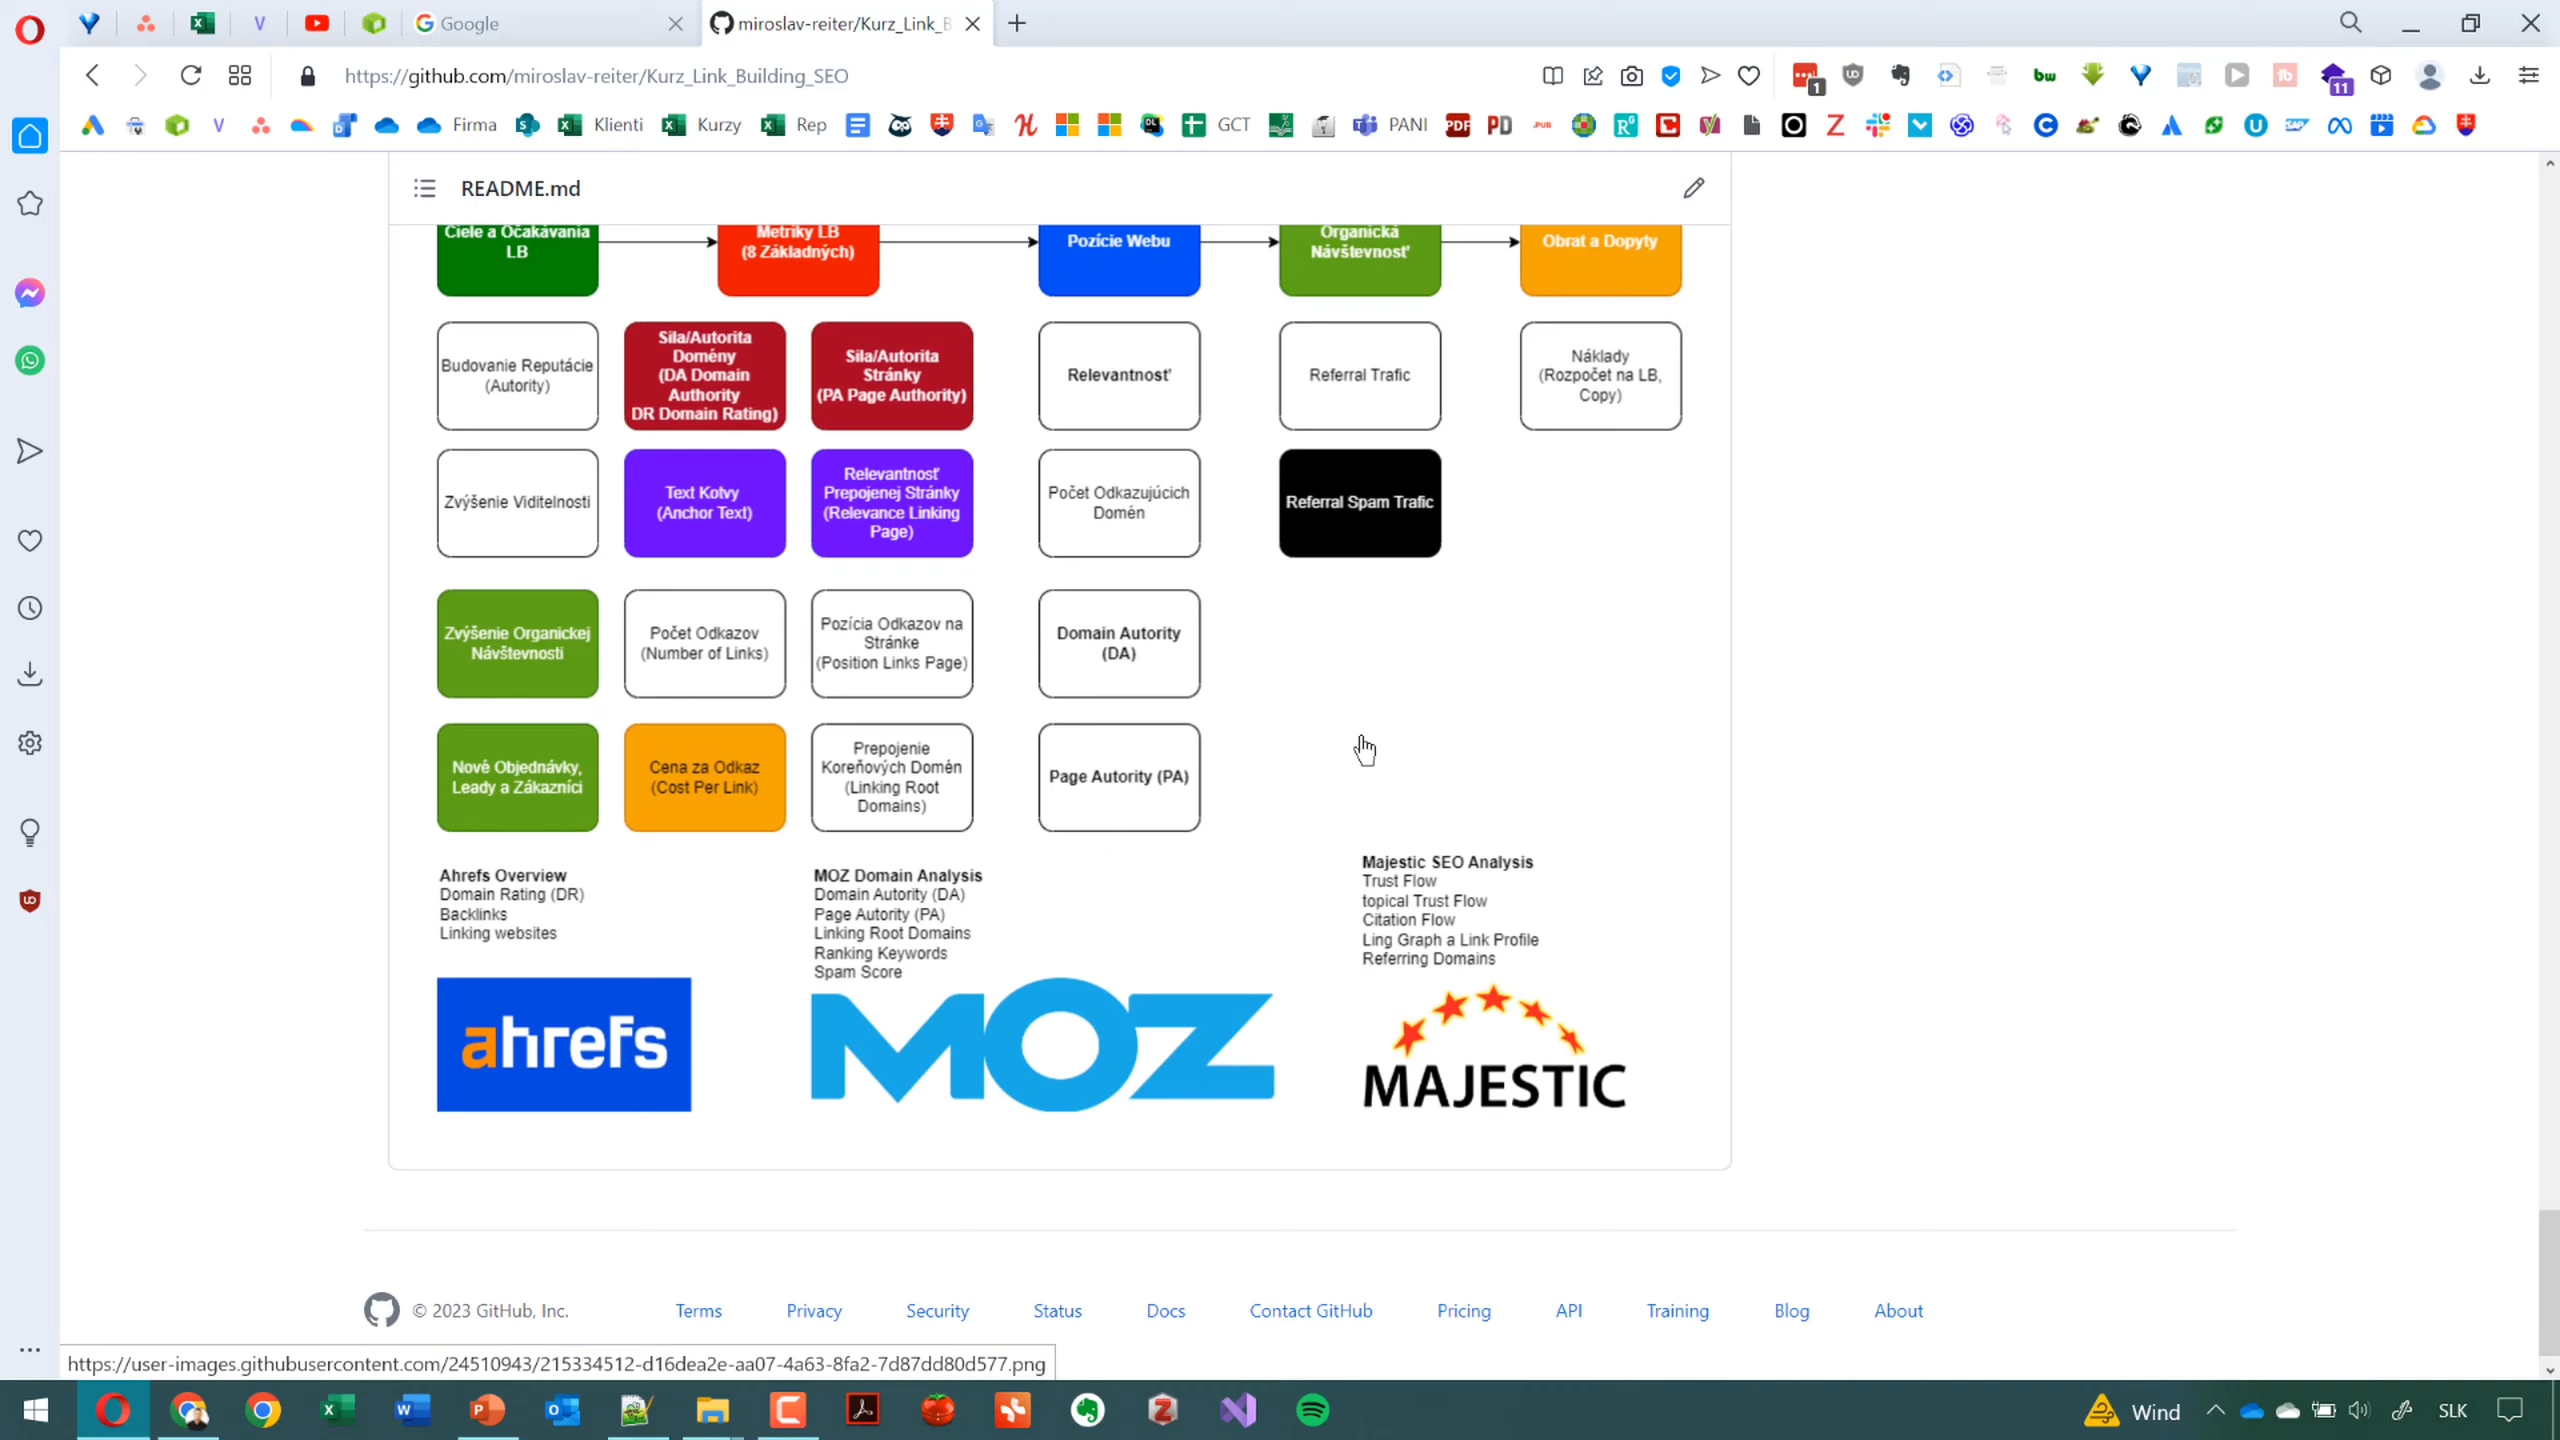 Google
miroslav-reiter/Kurz_Link_B
https://github.com/miroslav-reiter/Kurz_Link_Building_SEO
1
bw
11
Firma
Klienti
Kurzy
Rep
GCT
PANI
README.md
Ciele a Očakávania
LB
Metriky LB
(8 Základných)
Pozície Webu
Organická
Návštevnosť
Obrat a Dopyty
Budovanie Reputácie
(Autority)
Sila/Autorita
Domény
(DA Domain
Authority
DR Domain Rating)
Sila/Autorita
Stránky
(PA Page Authority)
Relevantnosť
Referral Trafic
Náklady
(Rozpočet na LB,
Copy)
Zvýšenie Viditelnosti
Text Kotvy
(Anchor Text)
Relevantnosť
Prepojenej Stránky
(Relevance Linking
Page)
Počet Odkazujúcich
Domén
Referral Spam Trafic
Zvýšenie Organickej
Návštevnosti
Počet Odkazov
(Number of Links)
Pozícia Odkazov na
Stránke
(Position Links Page)
Domain Autority
(DA)
Nové Objednávky,
Leady a Zákazníci
Cena za Odkaz
(Cost Per Link)
Prepojenie
Koreňových Domén
(Linking Root
Domains)
Page Autority (PA)
Ahrefs Overview
Domain Rating (DR)
Backlinks
Linking websites
MOZ Domain Analysis
Domain Autority (DA)
Page Autority (PA)
Linking Root Domains
Ranking Keywords
Spam Score
Majestic SEO Analysis
Trust Flow
topical Trust Flow
Citation Flow
Ling Graph a Link Profile
Referring Domains
ahrefs
MOZ
MAJESTIC
© 2023 GitHub, Inc.
Terms
Privacy
Security
Status
Docs
Contact GitHub
Pricing
API
Training
Blog
About
https://user-images.githubusercontent.com/24510943/215334512-d16dea2e-aa07-4a63-8fa2-7d87dd80d577.png
Wind
SLK